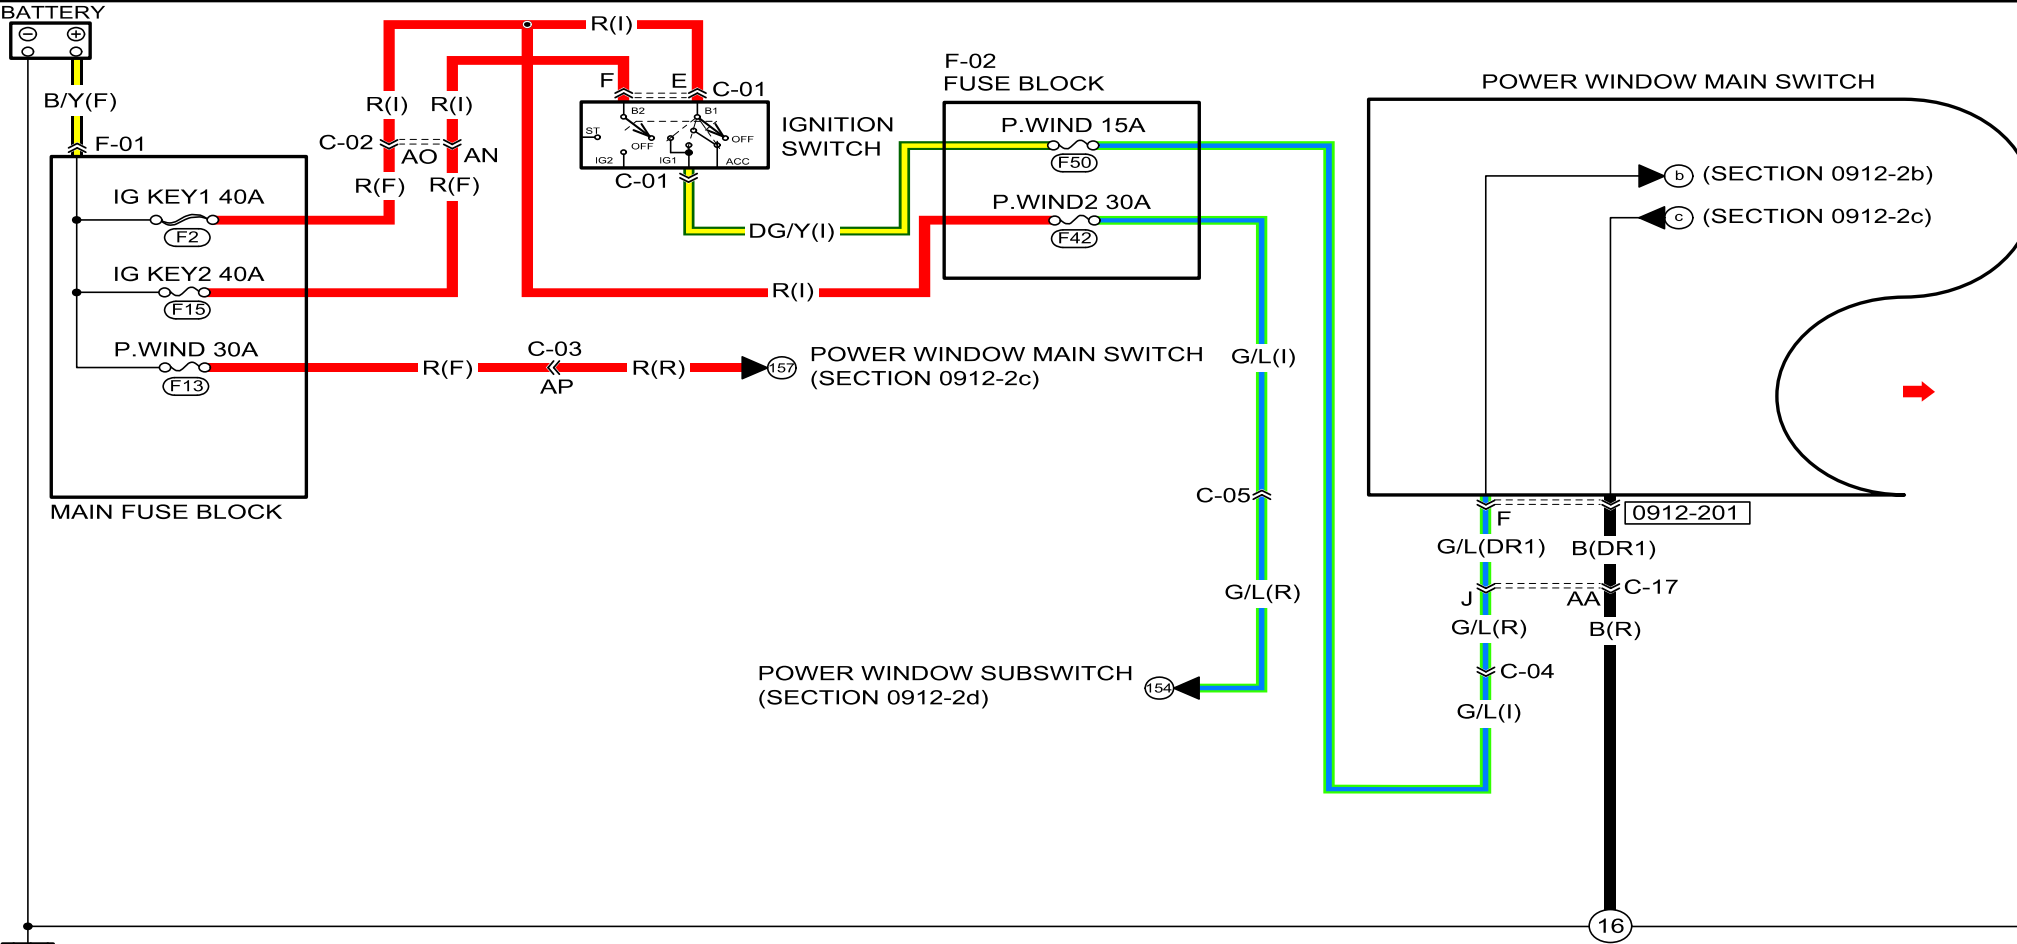 BATTERY
B/Y(F)
F-01
IG KEY1 40A
F2
IG KEY2 40A
F15
P.WIND 30A
F13
MAIN FUSE BLOCK
R(I)
R(I)
R(I)
C-02
AO
AN
R(F)
R(F)
F
E
C-01
B2
B1
ST
OFF
OFF
IG2
IG1
ACC
IGNITION
SWITCH
C-01
DG/Y(I)
R(I)
R(F)
C-03
AP
R(R)
157
POWER WINDOW MAIN SWITCH
(SECTION 0912-2c)
F-02
FUSE BLOCK
P.WIND 15A
F50
P.WIND2 30A
F42
G/L(I)
C-05
G/L(R)
POWER WINDOW SUBSWITCH
(SECTION 0912-2d)
154
POWER WINDOW MAIN SWITCH
b (SECTION 0912-2b)
c (SECTION 0912-2c)
F
0912-201
G/L(DR1)
B(DR1)
J
AA
C-17
G/L(R)
B(R)
C-04
G/L(I)
16